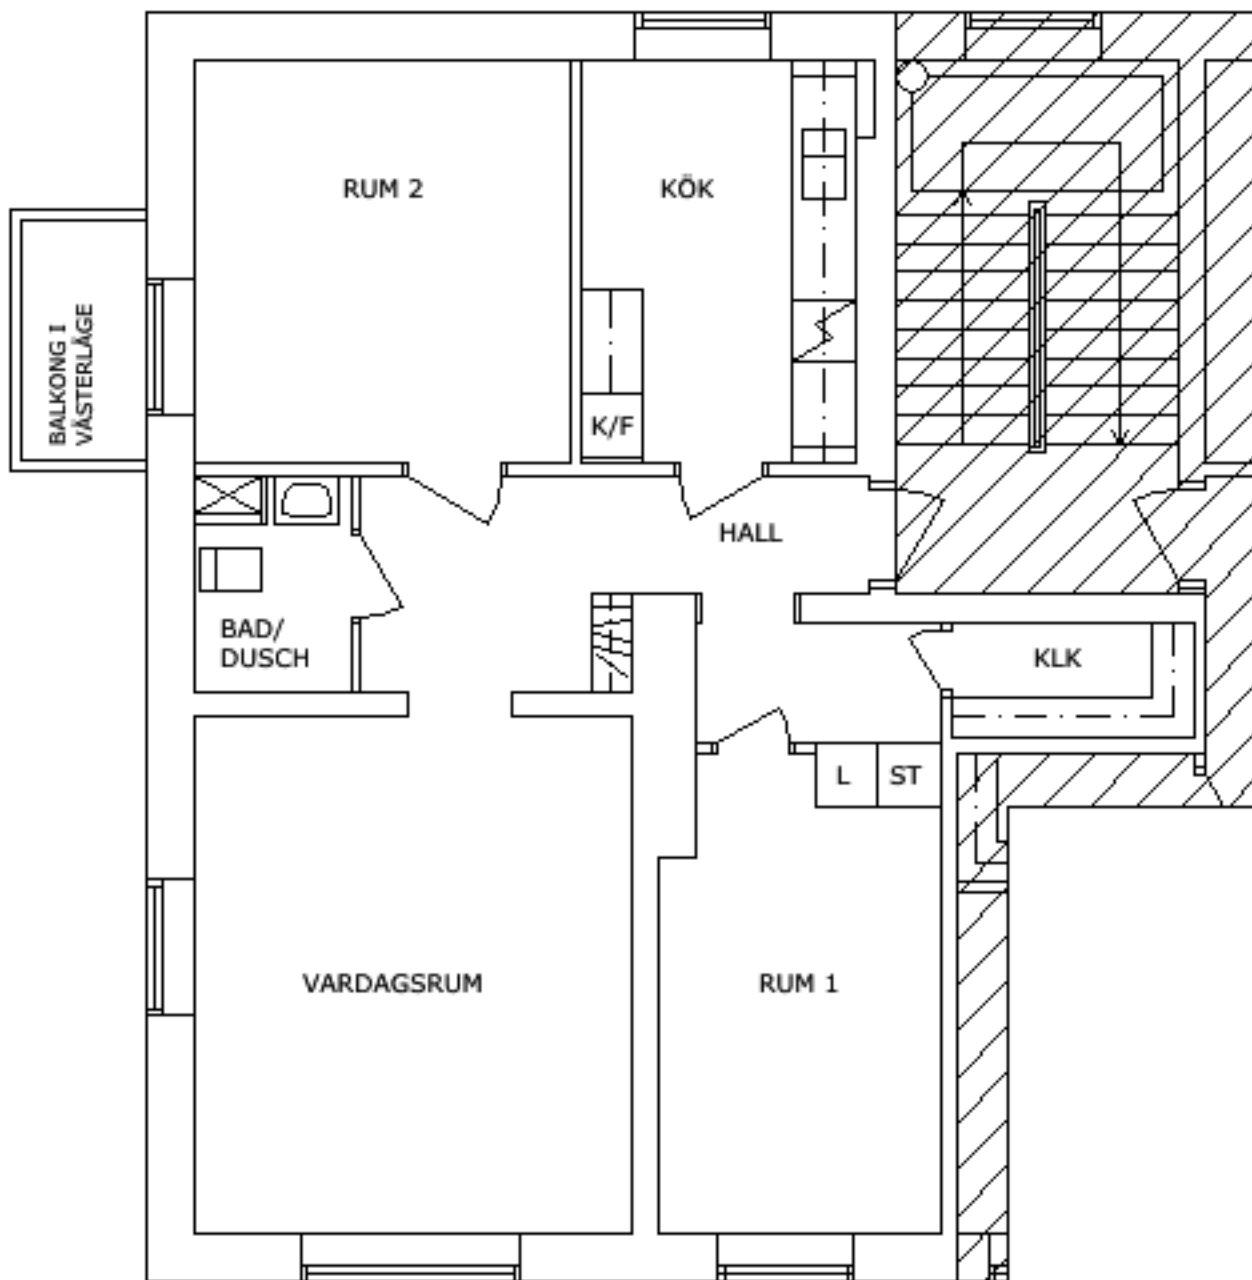 RUM 2
KÖK
BALKONG I
VÄSTERLÄGE
K/F
HALL
BAD/
DUSCH
KLK
L
ST
VARDAGSRUM
RUM 1